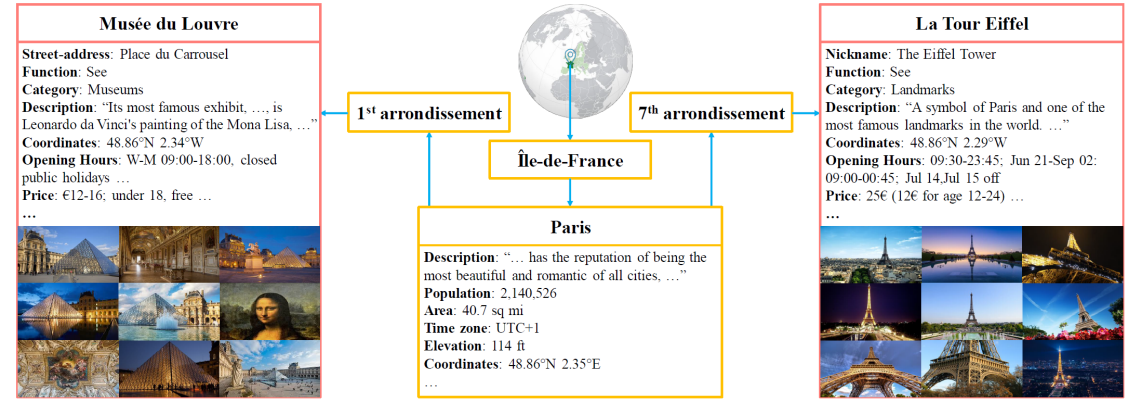 Musée du Louvre
Street-address: Place du Carrousel
Function: See
Category: Museums
Description: “Its most famous exhibit, …, is
Leonardo da Vinci's painting of the Mona Lisa, …”
Coordinates: 48.86°N 2.34°W
Opening Hours: W-M 09:00-18:00, closed
public holidays …
Price: €12-16; under 18, free …
…
1st arrondissement
7th arrondissement
Île-de-France
Paris
Description: “… has the reputation of being the
most beautiful and romantic of all cities, …”
Population: 2,140,526
Area: 40.7 sq mi
Time zone: UTC+1
Elevation: 114 ft
Coordinates: 48.86°N 2.35°E
…
La Tour Eiffel
Nickname: The Eiffel Tower
Function: See
Category: Landmarks
Description: “A symbol of Paris and one of the
most famous landmarks in the world. …”
Coordinates: 48.86°N 2.29°W
Opening Hours: 09:30-23:45; Jun 21-Sep 02:
09:00-00:45; Jul 14,Jul 15 off
Price: 25€ (12€ for age 12-24) …
…